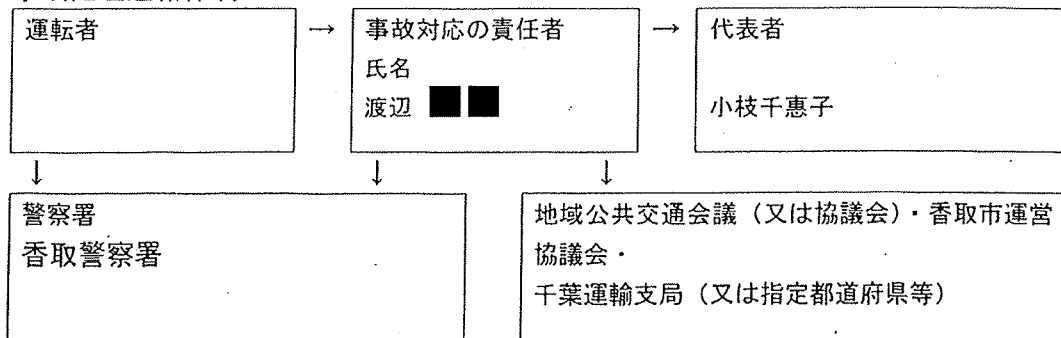 運転者 → 事故対応の責任者 → 代表者
氏名
渡辺 ■■ 小枝千恵子
↓ ↓ ↓
警察署
香取警察署
地域公共交通会議（又は協議会）・香取市運営
協議会・
千葉運輸支局（又は指定都道府県等）